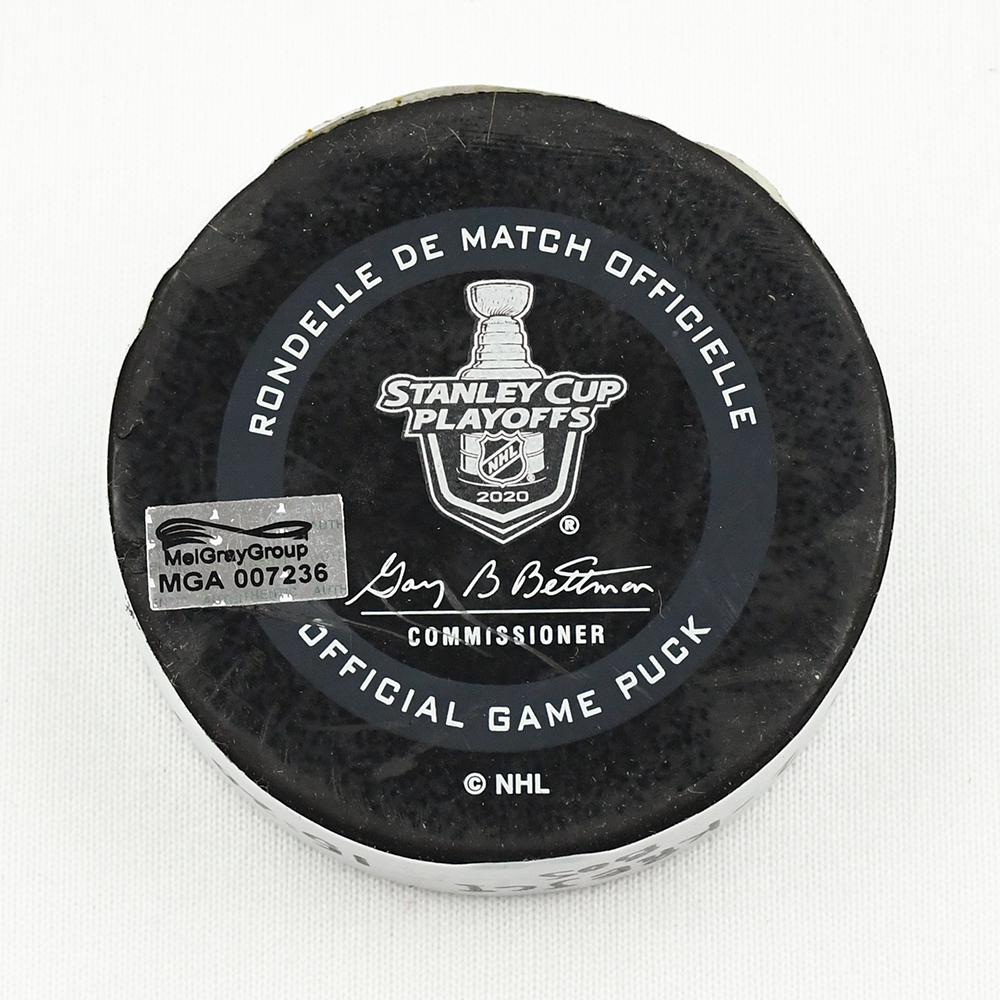 RONDELLE DE MATCH OFFICIELLE
STANLEY CUP
PLAYOFFS
NHL
2020
®
MeiGrayGroup
MGA 007236
Gary B Bettman
COMMISSIONER
OFFICIAL GAME PUCK
© NHL